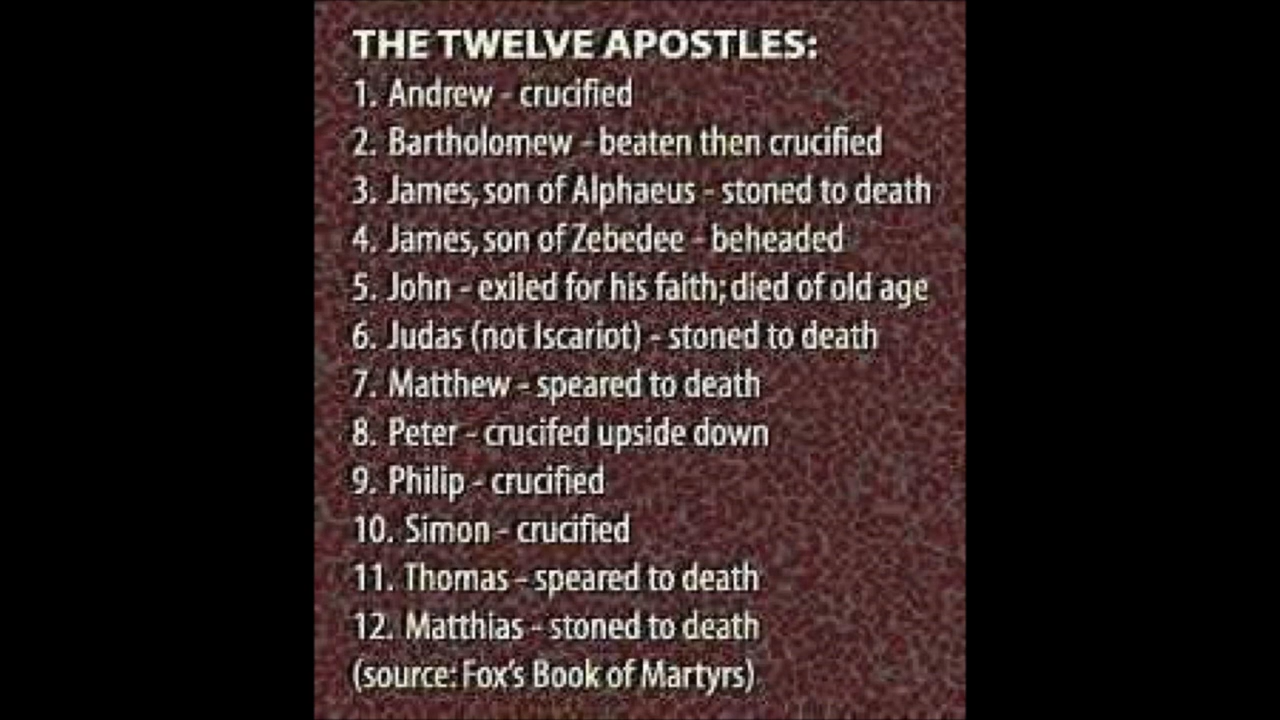 THE TWELVE APOSTLES:
1. Andrew - crucified
2. Bartholomew - beaten then crucified
3. James, son of Alphaeus - stoned to death
4. James, son of Zebedee - beheaded
5. John - exiled for his faith; died of old age
6. Judas (not Iscariot) - stoned to death
7. Matthew - speared to death
8. Peter - crucifed upside down
9. Philip - crucified
10. Simon - crucified
11. Thomas - speared to death
12. Matthias - stoned to death
(source: Fox's Book of Martyrs)